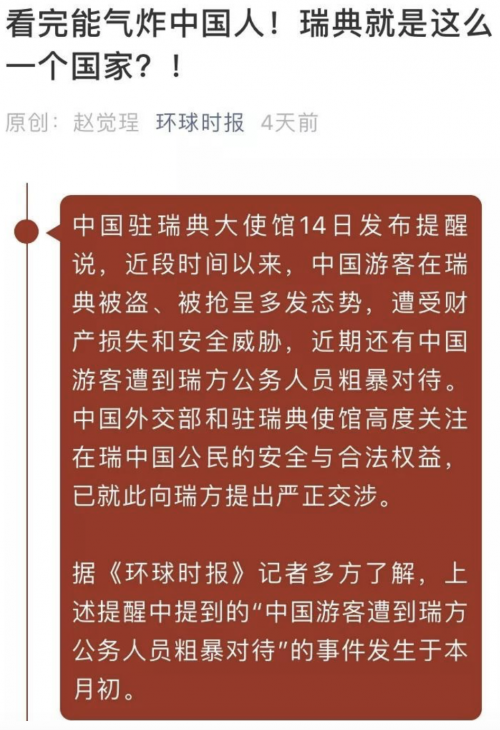 看完能气炸中国人！瑞典就是这么
一个国家？！
原创：赵觉珵 环球时报 4天前
中国驻瑞典大使馆14日发布提醒
说，近段时间以来，中国游客在瑞
典被盗、被抢呈多发态势，遭受财
产损失和安全威胁，近期还有中国
游客遭到瑞方公务人员粗暴对待。
中国外交部和驻瑞典使馆高度关注
在瑞中国公民的安全与合法权益，
已就此向瑞方提出严正交涉。
据《环球时报》记者多方了解，上
述提醒中提到的“中国游客遭到瑞方
公务人员粗暴对待”的事件发生于本
月初。